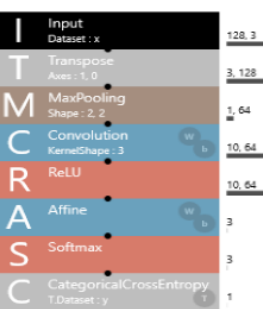 I Input 128, 3
Dataset : x
T Transpose 3, 128
Axes : 1, 0
M MaxPooling 1, 64
Shape : 2, 2
C Convolution W b 10, 64
KernelShape : 3
R ReLU 10, 64
A Affine W b 3
S Softmax 3
C CategoricalCrossEntropy T 1
T.Dataset : y